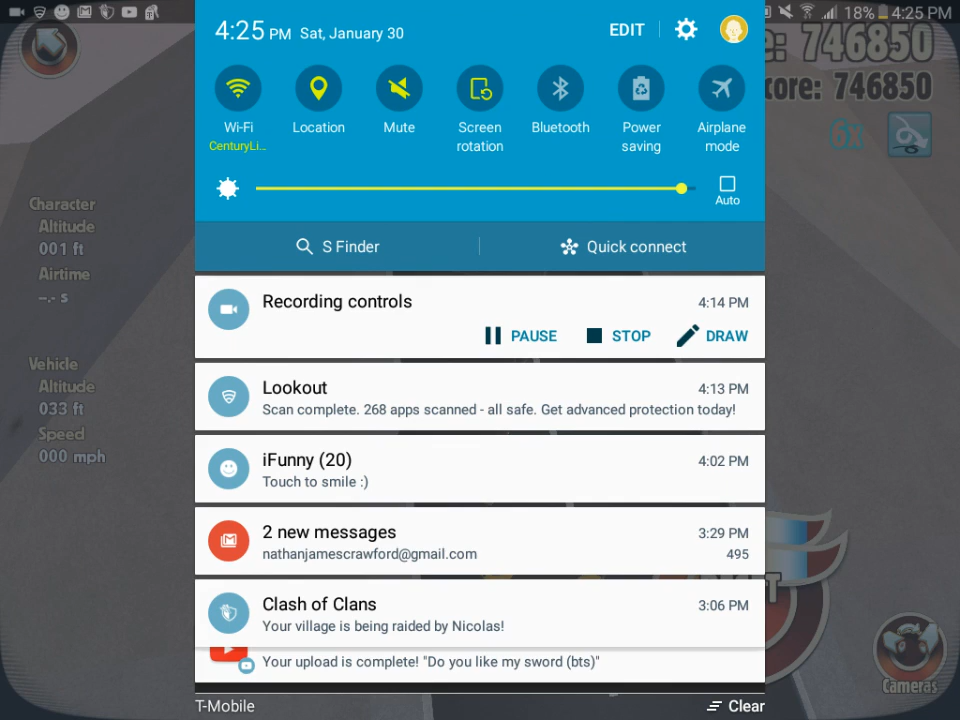 18% 4:25 PM
4:25 PM Sat, January 30
EDIT
e: 746850
core: 746850
6x
Wi-Fi
CenturyLi...
Location
Mute
Screen
rotation
Bluetooth
Power
saving
Airplane
mode
Auto
S Finder
Quick connect
Character
Altitude
001 ft
Airtime
--.- s
Vehicle
Altitude
033 ft
Speed
000 mph
Recording controls 4:14 PM
PAUSE STOP DRAW
Lookout 4:13 PM
Scan complete. 268 apps scanned - all safe. Get advanced protection today!
iFunny (20) 4:02 PM
Touch to smile :)
2 new messages 3:29 PM
nathanjamescrawford@gmail.com 495
Clash of Clans 3:06 PM
Your village is being raided by Nicolas!
Your upload is complete! "Do you like my sword (bts)"
Cameras
T-Mobile
Clear